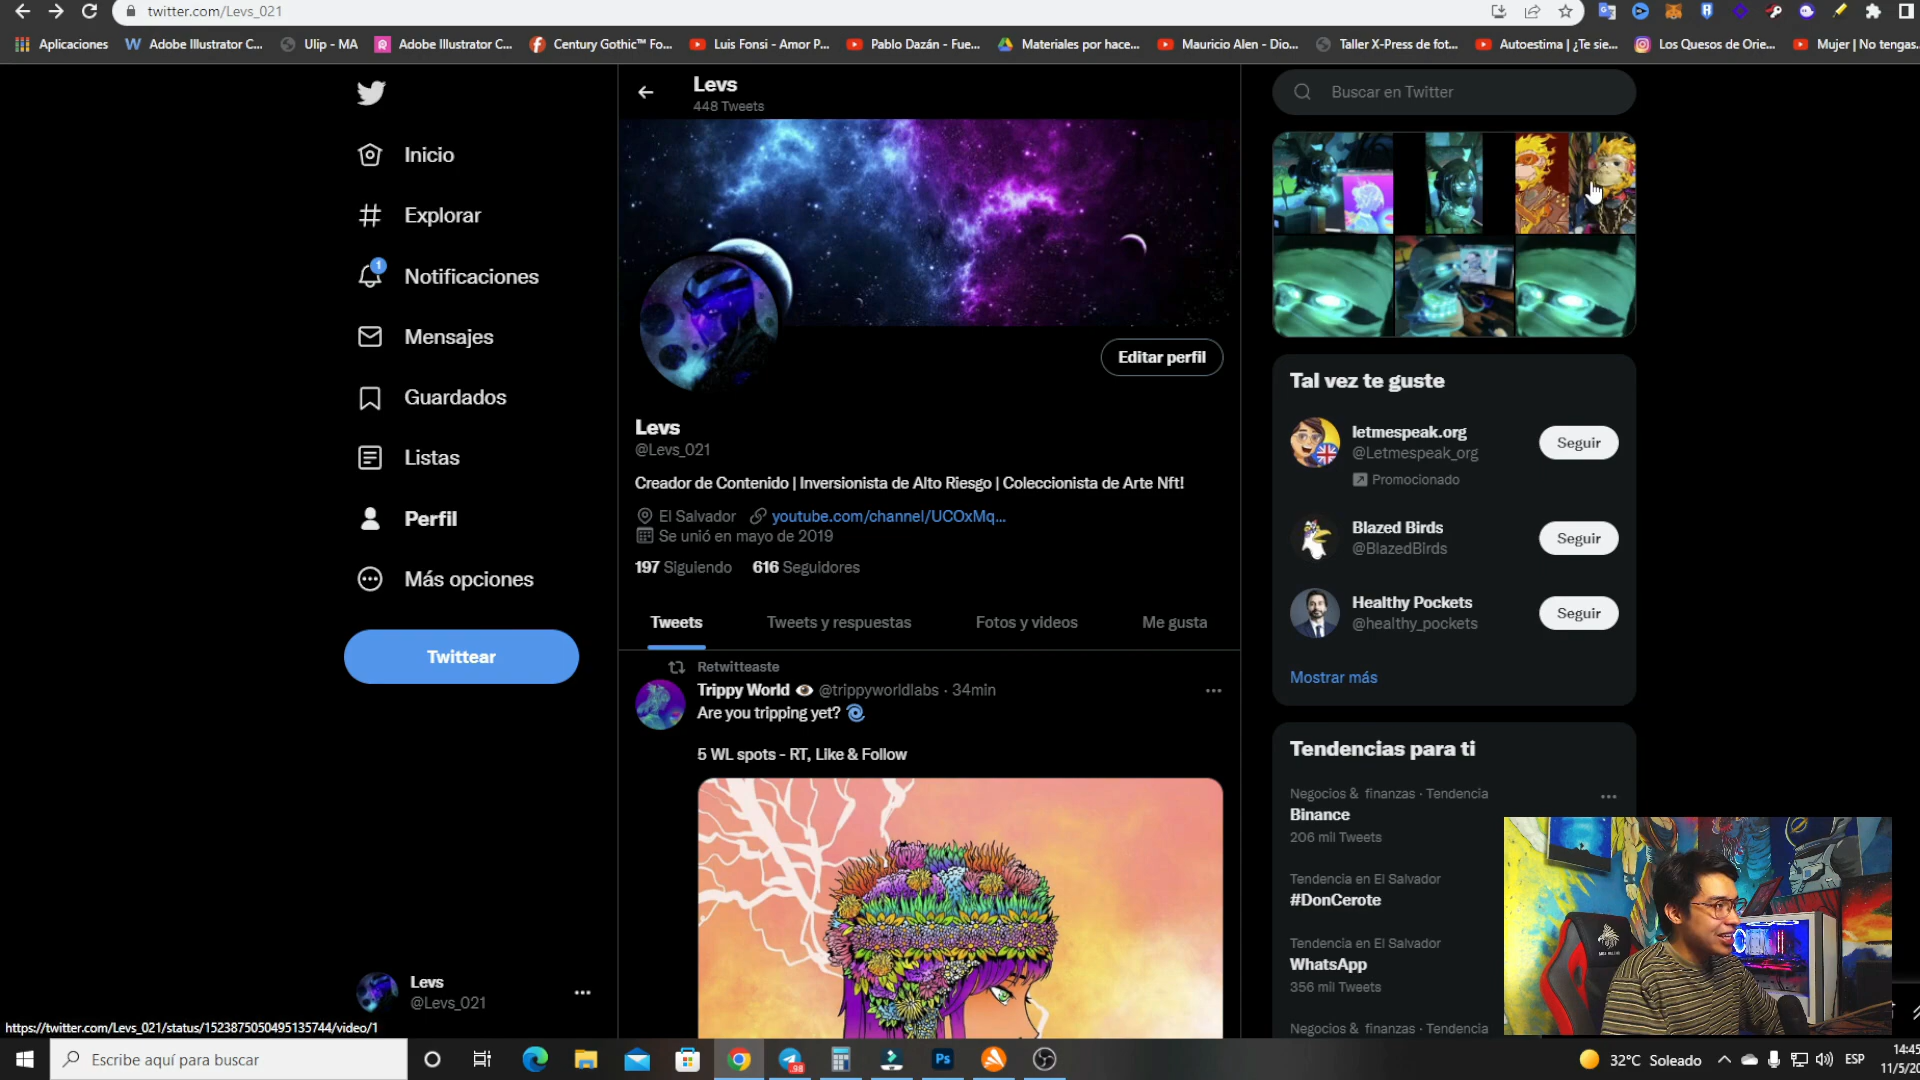 twitter.com/Levs_021
Aplicaciones
Adobe Illustrator C...
Ulip - MA
Adobe Illustrator C...
Century Gothic™ Fo...
Luis Fonsi - Amor P...
Pablo Dazán - Fue...
Materiales por hace...
Mauricio Alen - Dio...
Taller X-Press de fot...
Autoestima | ¿Te sie...
Los Quesos de Orie...
Mujer | No tengas...
Inicio
Explorar
1
Notificaciones
Mensajes
Guardados
Listas
Perfil
Más opciones
Twittear
Levs
@Levs_021
https://twitter.com/Levs_021/status/1523875050495135744/video/1
Levs
448 Tweets
Editar perfil
Levs
@Levs_021
Creador de Contenido | Inversionista de Alto Riesgo | Coleccionista de Arte Nft!
El Salvador youtube.com/channel/UCOxMq...
Se unió en mayo de 2019
197 Siguiendo 616 Seguidores
Tweets
Tweets y respuestas
Fotos y videos
Me gusta
Retwitteaste
Trippy World @trippyworldlabs · 34min
Are you tripping yet?
5 WL spots - RT, Like & Follow
Buscar en Twitter
Tal vez te guste
letmespeak.org
@Letmespeak_org
Promocionado
Seguir
Blazed Birds
@BlazedBirds
Seguir
Healthy Pockets
@healthy_pockets
Seguir
Mostrar más
Tendencias para ti
Negocios & finanzas · Tendencia
Binance
206 mil Tweets
Tendencia en El Salvador
#DonCerote
Tendencia en El Salvador
WhatsApp
356 mil Tweets
Negocios & finanzas · Tendencia
Escribe aquí para buscar
98
Ps
32°C Soleado
ESP
14:45
11/5/20